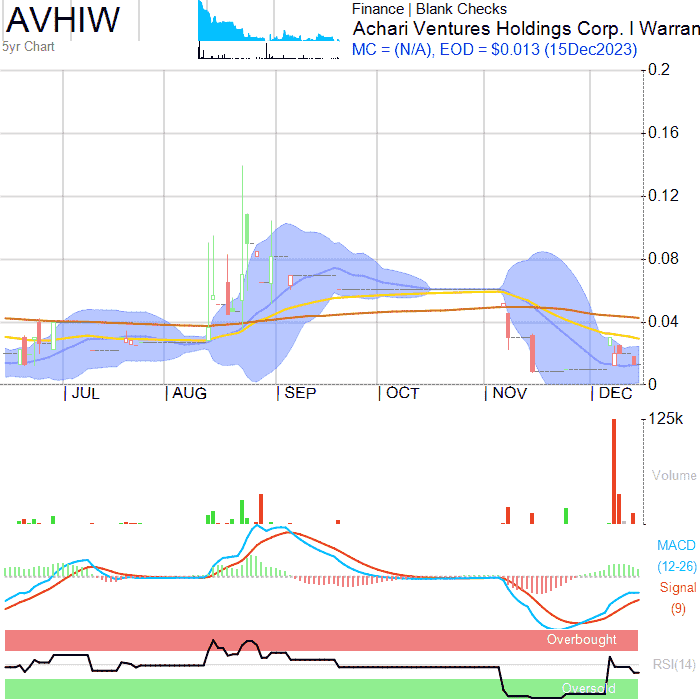 AVHIW
5yr Chart
Finance | Blank Checks
Achari Ventures Holdings Corp. I Warran
MC = (N/A), EOD = $0.013 (15Dec2023)
0.2
0.16
0.12
0.08
0.04
0
JUL AUG SEP OCT NOV DEC
125k
Volume
MACD
(12-26)
Signal
(9)
Overbought
RSI(14)
Oversold